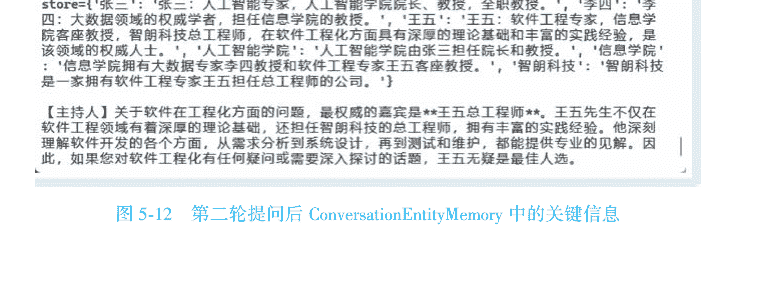 store={'张三': '张三: 人工智能专家, 人工智能学院院长、教授, 全职教授。', '李四': '李
四: 大数据领域的权威学者, 担任信息学院的教授。', '王五': '王五: 软件工程专家, 信息学
院客座教授, 智朗科技总工程师, 在软件工程化方面具有深厚的理论基础和丰富的实践经验, 是
该领域的权威人士。', '人工智能学院': '人工智能学院由张三担任院长和教授。', '信息学院'
: '信息学院拥有大数据专家李四教授和软件工程专家王五客座教授。', '智朗科技': '智朗科技
是一家拥有软件工程专家王五担任总工程师的公司。'}
【主持人】关于软件在工程化方面的问题, 最权威的嘉宾是**王五总工程师**。王五先生不仅在
软件工程领域有着深厚的理论基础, 还担任智朗科技的总工程师, 拥有丰富的实践经验。他深刻
理解软件开发的各个方面, 从需求分析到系统设计, 再到测试和维护, 都能提供专业的见解。因
此, 如果您对软件工程化有任何疑问或需要深入探讨的话题, 王五无疑是最佳人选。
图 5-12 第二轮提问后 ConversationEntityMemory 中的关键信息